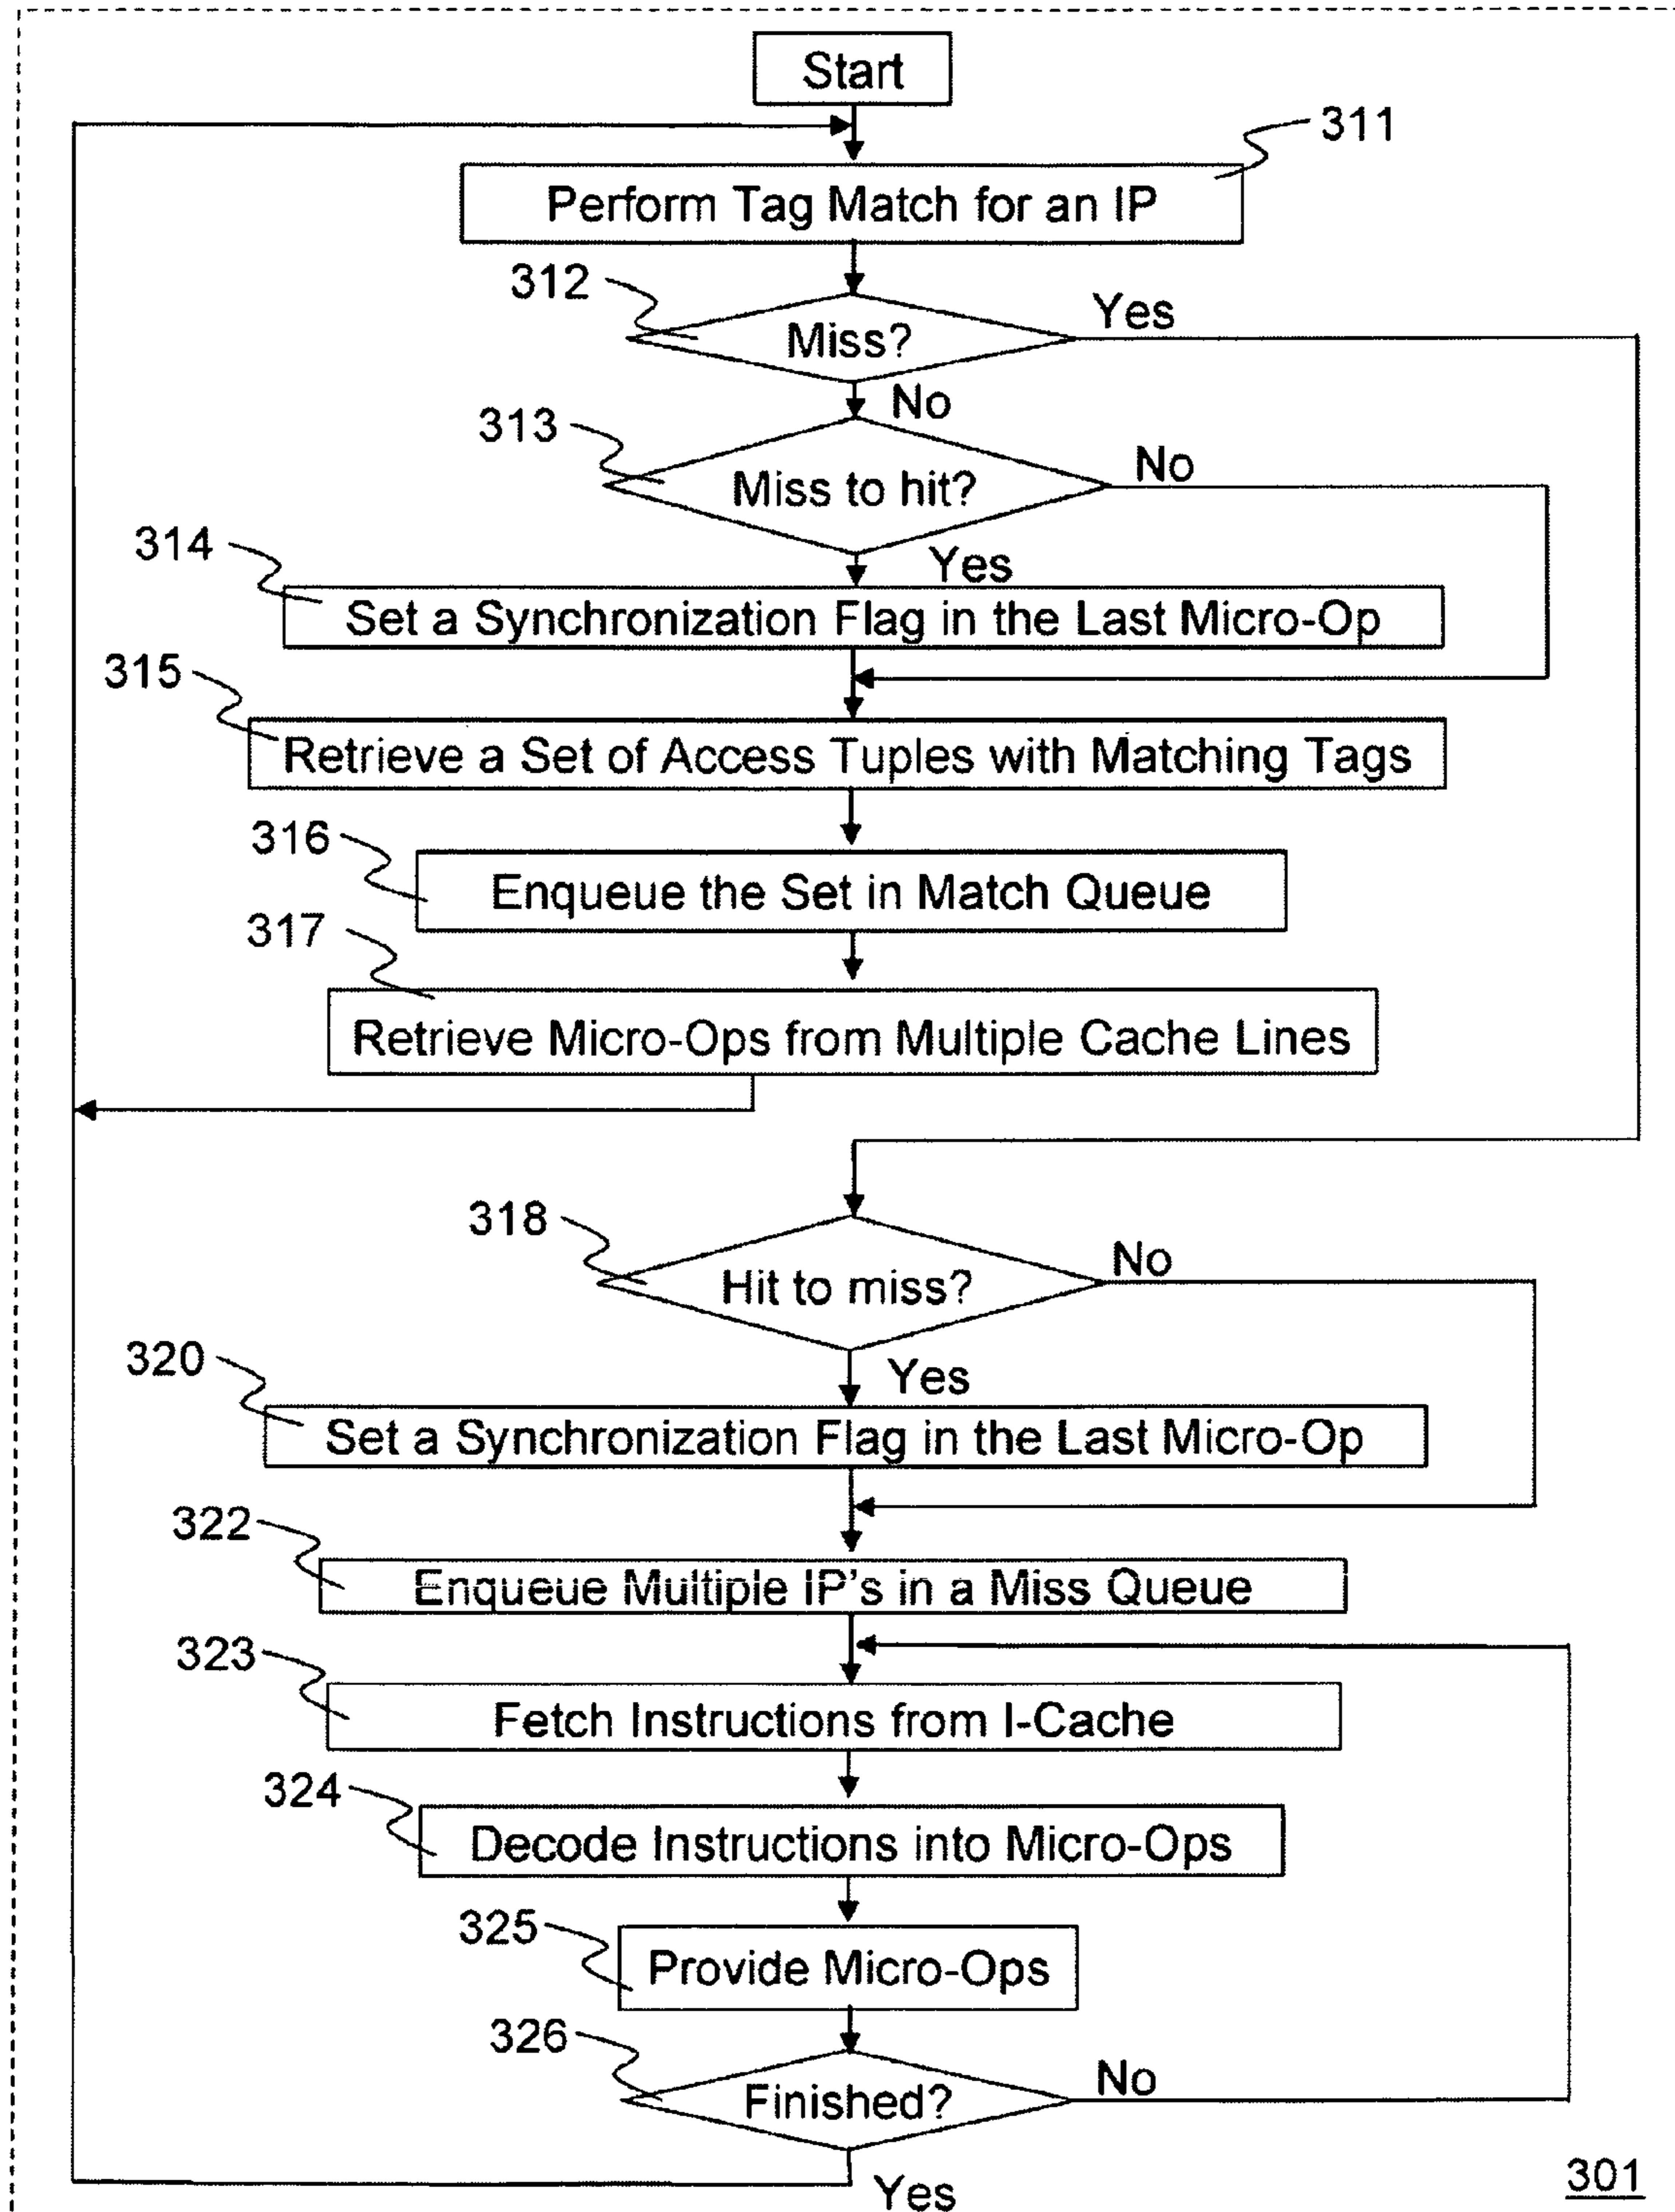 Start
311
Perform Tag Match for an IP
312
Miss?
Yes
No
313
Miss to hit?
No
314
Yes
Set a Synchronization Flag in the Last Micro-Op
315
Retrieve a Set of Access Tuples with Matching Tags
316
Enqueue the Set in Match Queue
317
Retrieve Micro-Ops from Multiple Cache Lines
318
Hit to miss?
No
320
Yes
Set a Synchronization Flag in the Last Micro-Op
322
Enqueue Multiple IP's in a Miss Queue
323
Fetch Instructions from I-Cache
324
Decode Instructions into Micro-Ops
325
Provide Micro-Ops
326
Finished?
No
Yes
301